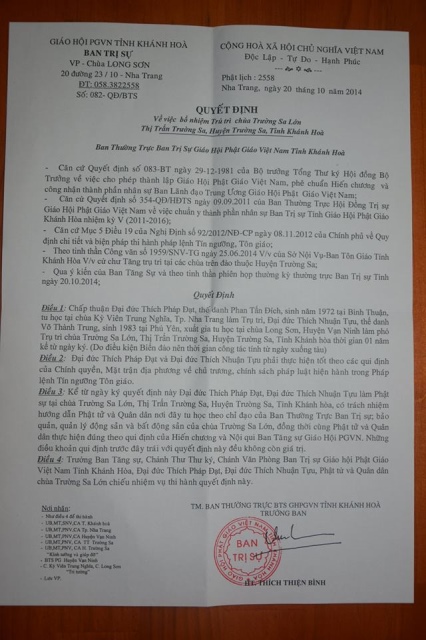 GIÁO HỘI PGVN TỈNH KHÁNH HOÀ
BAN TRỊ SỰ
VP - Chùa LONG SƠN
20 đường 23 / 10 - Nha Trang
ĐT: 058.3822558
Số: 082- QĐ/BTS
CỘNG HOÀ XÃ HỘI CHỦ NGHĨA VIỆT NAM
Độc Lập - Tự Do - Hạnh Phúc
Phật lịch : 2558
Nha Trang, ngày 20 tháng 10 năm 2014
QUYẾT ĐỊNH
Về việc bổ nhiệm Trú trì chùa Trường Sa Lớn
Thị Trấn Trường Sa, Huyện Trường Sa, Tỉnh Khánh Hoà
Ban Thường Trực Ban Trị Sự Giáo Hội Phật Giáo Việt Nam Tỉnh Khánh Hoà
- Căn cứ Quyết định số 083-BT ngày 29-12-1981 của Bộ trưởng Tổng Thư ký Hội đồng Bộ
Trưởng về việc cho phép thành lập Giáo Hội Phật Giáo Việt Nam, phê chuẩn Hiến chương và
công nhận thành phần nhân sự Ban Lãnh đạo Trung Ương Giáo Hội Phật Giáo Việt Nam;
- Căn cứ Quyết định số 354-QĐ/HĐTS ngày 09.09.2011 của Ban Thường Trực Hội Đồng Trị sự
Giáo Hội Phật Giáo Việt Nam về việc chuẩn y thành phần nhân sự Ban Trị sự Tỉnh Giáo Hội Phật Giáo
Khánh Hòa nhiệm kỳ V (2011-2016);
- Căn cứ Mục 5 Điều 19 của Nghị Định số 92/2012/NĐ-CP ngày 08.11.2012 của Chính phủ về Quy
định chi tiết và biện pháp thi hành pháp lệnh Tín ngưỡng, Tôn giáo;
- Theo tinh thần Công văn số 1959/SNV-TG ngày 25.06.2014 V/v của Sở Nội Vụ-Ban Tôn Giáo Tỉnh
Khánh Hòa V/v cử chư Tăng trụ trì tại các chùa trên đảo thuộc Huyện Trường Sa;
- Qua ý kiến của Ban Tăng Sự và theo tinh thần phiên họp thường kỳ thường trực Ban Trị sự Tỉnh
ngày 20.10.2014;
Quyết Định
Điều 1: Chấp thuận Đại đức Thích Pháp Đạt, thế danh Phan Tấn Đích, sinh năm 1972 tại Bình Thuận,
tu học tại chùa Kỳ Viên Trung Nghĩa, Tp. Nha Trang làm Trú trì, Đại đức Thích Nhuận Tựu, thế danh
Võ Thành Trung, sinh 1983 tại Phú Yên, xuất gia tu học tại chùa Long Sơn, Huyện Vạn Ninh làm phó
Trụ trì chùa Trường Sa Lớn, Thị Trấn Trường Sa, Huyện Trường Sa, Tỉnh Khánh hòa thời gian 01 năm
kể từ ngày ký. (Do điều kiện Biển đảo nên thời gian công tác tính từ ngày xuống tàu)
Điều 2: Đại đức Thích Pháp Đạt và Đại đức Thích Nhuận Tựu phải thực hiện tốt theo các qui định
của Chính quyền, Mặt trận địa phương về chủ trương, chính sách pháp luật hiện hành trong Pháp
lệnh Tín ngưỡng Tôn giáo.
Điều 3: Kể từ ngày ký quyết định này Đại đức Thích Pháp Đạt, Đại đức Thích Nhuận Tựu làm Phật
sự tại chùa Trường Sa Lớn, Thị Trấn Trường Sa, Huyện Trường Sa, Tỉnh Khánh hòa, có trách nhiệm
hướng dẫn Phật tử và Quân dân nơi đây tu học theo chỉ đạo của Ban Thường Trực Ban Trị sự; bảo
quản, quản lý động sản và bất động sản của chùa Trường Sa Lớn, đồng thời cùng Phật tử và Quân
dân thực hiện đúng theo qui định của Hiến chương và Nội qui Ban Tăng sự Giáo Hội PGVN. Những
điều khoản qui định trước đây trái với quyết định này đều không còn giá trị.
Điều 4: Trưởng Ban Tăng sự, Chánh Thư Thư ký, Chánh Văn Phòng Ban Trị Sự Giáo hội Phật Giáo
Việt Nam Tỉnh Khánh Hòa, Đại đức Thích Pháp Đạt, Đại đức Thích Nhuận Tựu, Phật tử và Quân dân
chùa Trường Sa Lớn chiếu nhiệm vụ thi hành quyết định này.
Nơi nhận:
- Như điều 4 để thi hành
- UB,MT,SNV,CA T. Khánh Hoà
- UB,MT,PNV,CA Tp. Nha Trang
- UB,MT,PNV,CA Huyện Vạn Ninh
- UB,MT,PNV, CA. TT Trường Sa
- UB,MT,PNV, CA H. Trường Sa
"Kính tường và giúp đỡ"
- BTS PG Huyện Vạn Ninh
- C. Kỳ Viên Trung Nghĩa, C. Long Sơn
"Tri tường"
- Lưu VP.
TM. BAN THƯỜNG TRỰC BTS GHPGVN TỈNH KHÁNH HÒA
TRƯỞNG BAN
BAN
TRỊ SỰ
HT. THÍCH THIỆN BÌNH